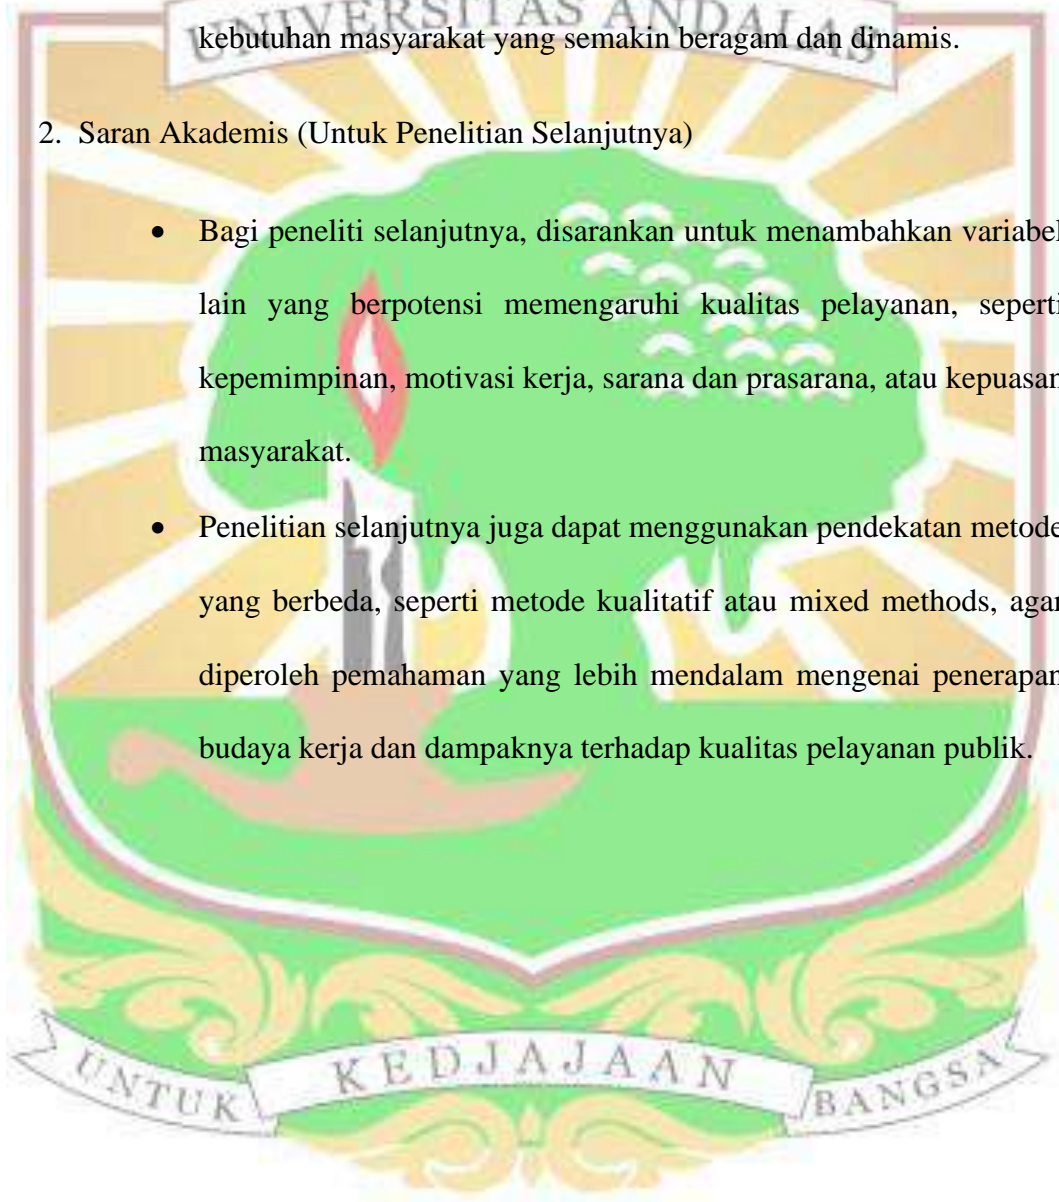 UNIVERSITAS ANDALAS
kebutuhan masyarakat yang semakin beragam dan dinamis.
2. Saran Akademis (Untuk Penelitian Selanjutnya)
• Bagi peneliti selanjutnya, disarankan untuk menambahkan variabel
lain yang berpotensi memengaruhi kualitas pelayanan, seperti
kepemimpinan, motivasi kerja, sarana dan prasarana, atau kepuasan
masyarakat.
• Penelitian selanjutnya juga dapat menggunakan pendekatan metode
yang berbeda, seperti metode kualitatif atau mixed methods, agar
diperoleh pemahaman yang lebih mendalam mengenai penerapan
budaya kerja dan dampaknya terhadap kualitas pelayanan publik.
UNTUK KEDJAJAAN BANGSA